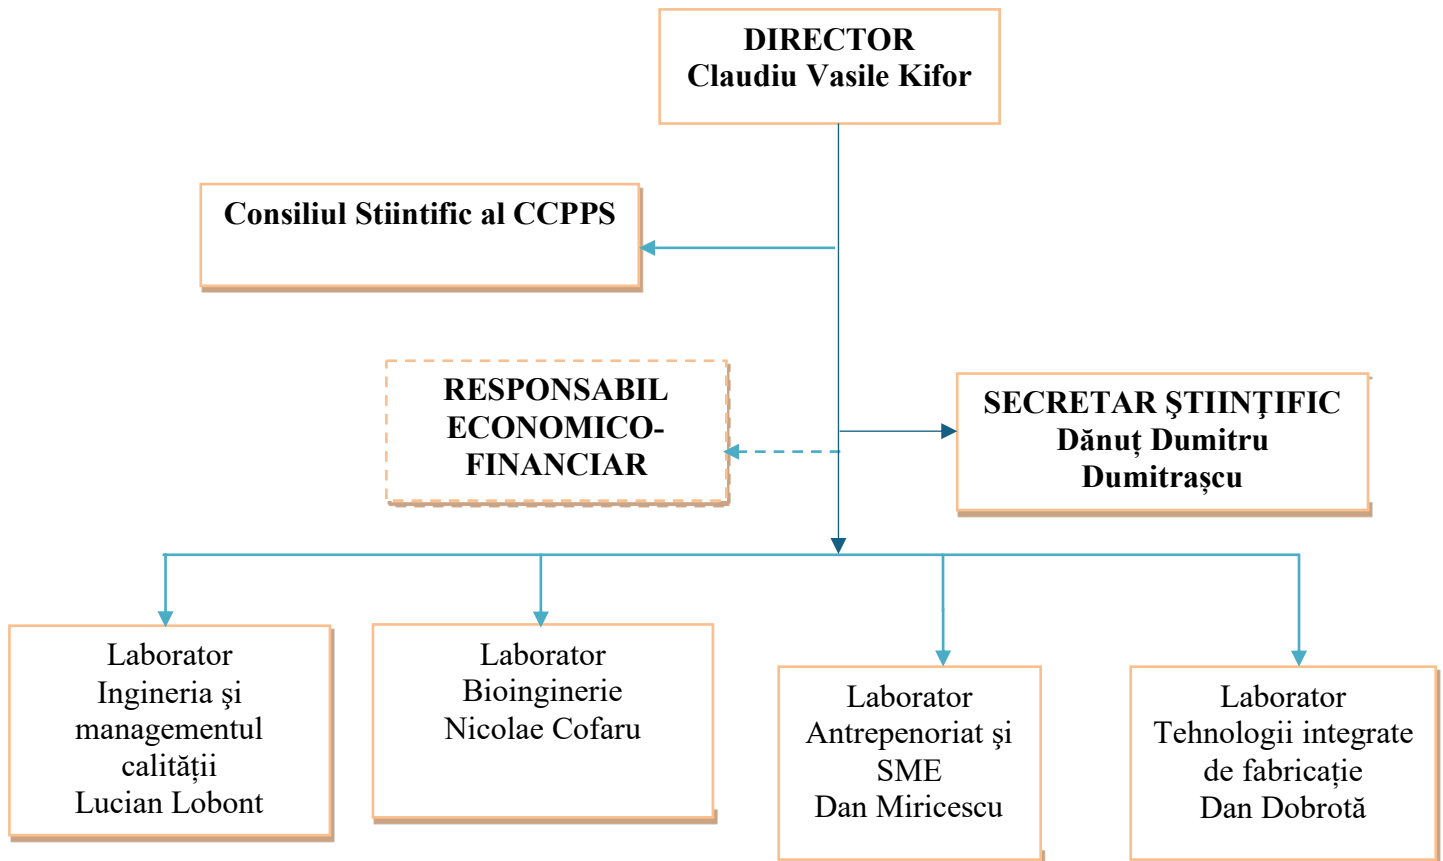 DIRECTOR
Claudiu Vasile Kifor
Consiliul Stiintific al CCPPS
RESPONSABIL
ECONOMICO-
FINANCIAR
SECRETAR ŞTIINŢIFIC
Dănuț Dumitru
Dumitrașcu
Laborator
Ingineria şi
managementul
calității
Lucian Lobont
Laborator
Bioinginerie
Nicolae Cofaru
Laborator
Antrepenoriat şi
SME
Dan Miricescu
Laborator
Tehnologii integrate
de fabricație
Dan Dobrotă